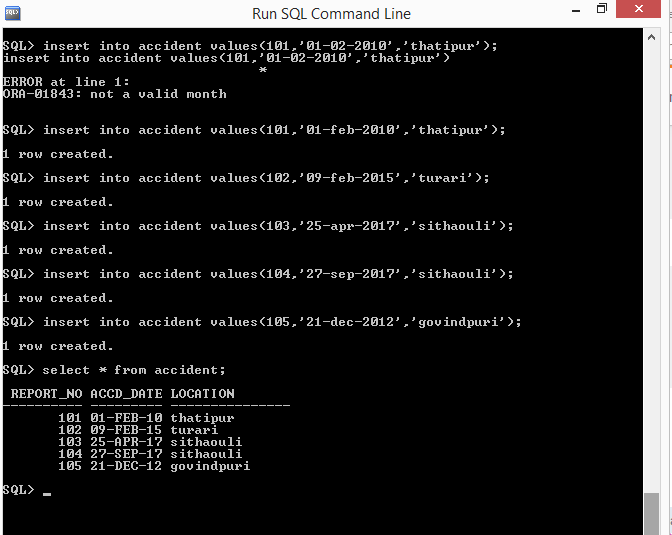 Run SQL Command Line
SQL> insert into accident values(101,'01-02-2010','thatipur');
insert into accident values(101,'01-02-2010','thatipur')
*
ERROR at line 1:
ORA-01843: not a valid month
SQL> insert into accident values(101,'01-feb-2010','thatipur');
1 row created.
SQL> insert into accident values(102,'09-feb-2015','turari');
1 row created.
SQL> insert into accident values(103,'25-apr-2017','sithaouli');
1 row created.
SQL> insert into accident values(104,'27-sep-2017','sithaouli');
1 row created.
SQL> insert into accident values(105,'21-dec-2012','govindpuri');
1 row created.
SQL> select * from accident;
REPORT_NO ACCD_DATE LOCATION
---------- --------- ---------------
101 01-FEB-10 thatipur
102 09-FEB-15 turari
103 25-APR-17 sithaouli
104 27-SEP-17 sithaouli
105 21-DEC-12 govindpuri
SQL> _